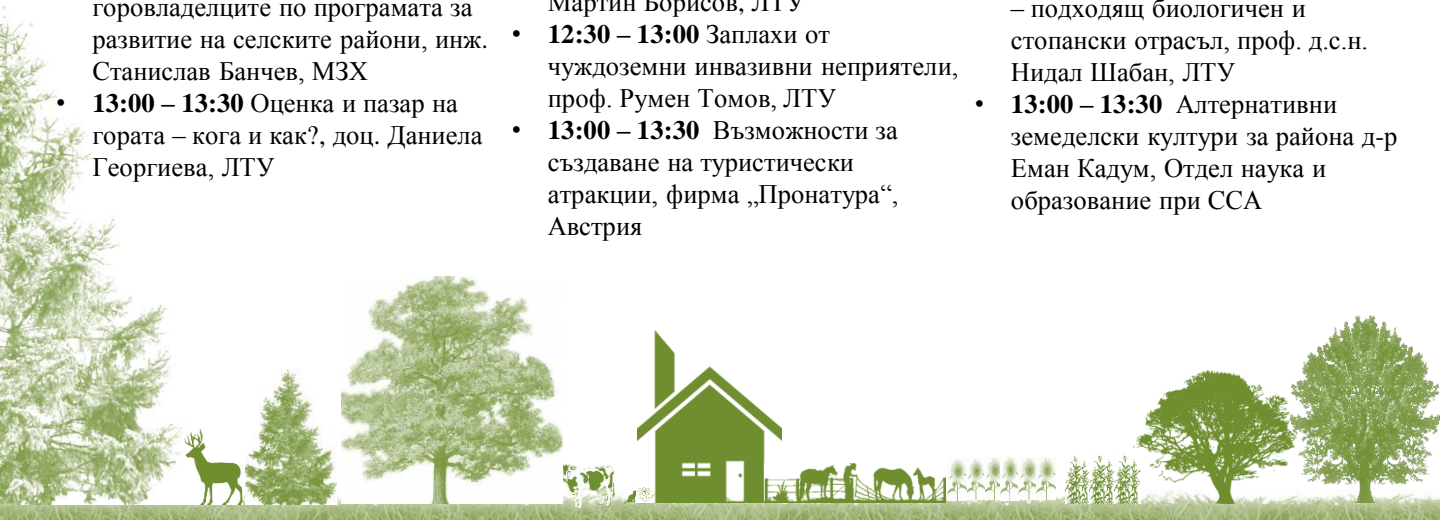 горовладелците по програмата за
развитие на селските райони, инж.
Станислав Банчев, МЗХ
• 13:00 – 13:30 Оценка и пазар на
гората – кога и как?, доц. Даниела
Георгиева, ЛТУ
Мартин Борисов, ЛТУ
• 12:30 – 13:00 Заплахи от
чуждоземни инвазивни неприятели,
проф. Румен Томов, ЛТУ
• 13:00 – 13:30 Възможности за
създаване на туристически
атракции, фирма „Пронатура“,
Австрия
– подходящ биологичен и
стопански отрасъл, проф. д.с.н.
Нидал Шабан, ЛТУ
• 13:00 – 13:30 Алтернативни
земеделски култури за района д-р
Еман Кадум, Отдел наука и
образование при ССА